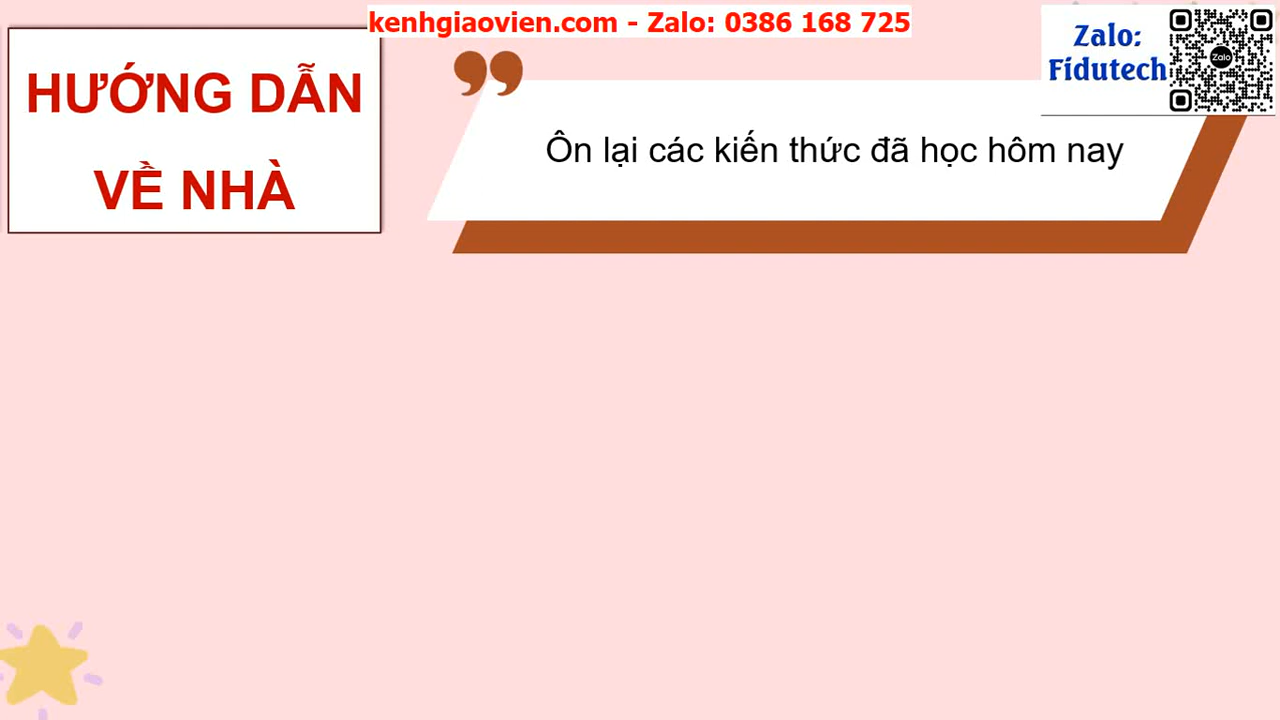 kenhgiaovien.com - Zalo: 0386 168 725
Zalo:
Fidutech
Zalo
HƯỚNG DẪN
VỀ NHÀ
Ôn lại các kiến thức đã học hôm nay